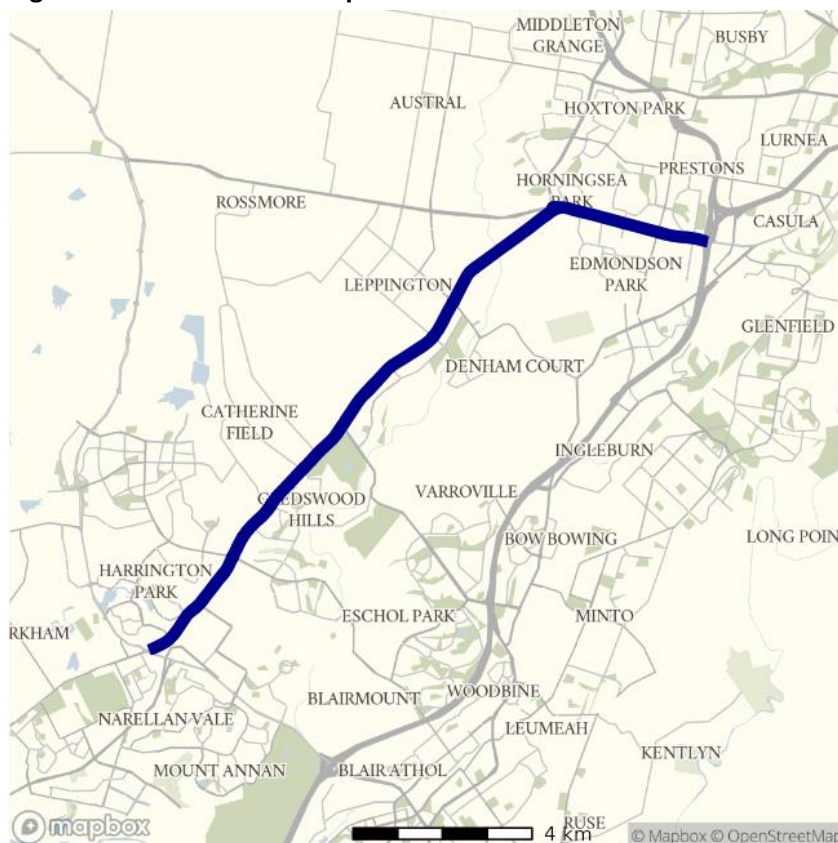 MIDDLETON
GRANGE
BUSBY
AUSTRAL
HOXTON PARK
LURNEA
PRESTONS
HORNINGSEA
PARK
ROSSMORE
CASULA
EDMONDSON
PARK
LEPPINGTON
GLENFIELD
DENHAM COURT
CATHERINE
FIELD
INGLEBURN
VARROVILLE
GLEDSWOOD
HILLS
BOW BOWING
LONG POIN
HARRINGTON
PARK
ESCHOL PARK
MINTO
RKHAM
BLAIRMOUNT
WOODBINE
NARELLAN VALE
LEUMEAH
KENTLYN
MOUNT ANNAN
BLAIR ATHOL
RUSE
mapbox
4 km
© Mapbox © OpenStreetMap